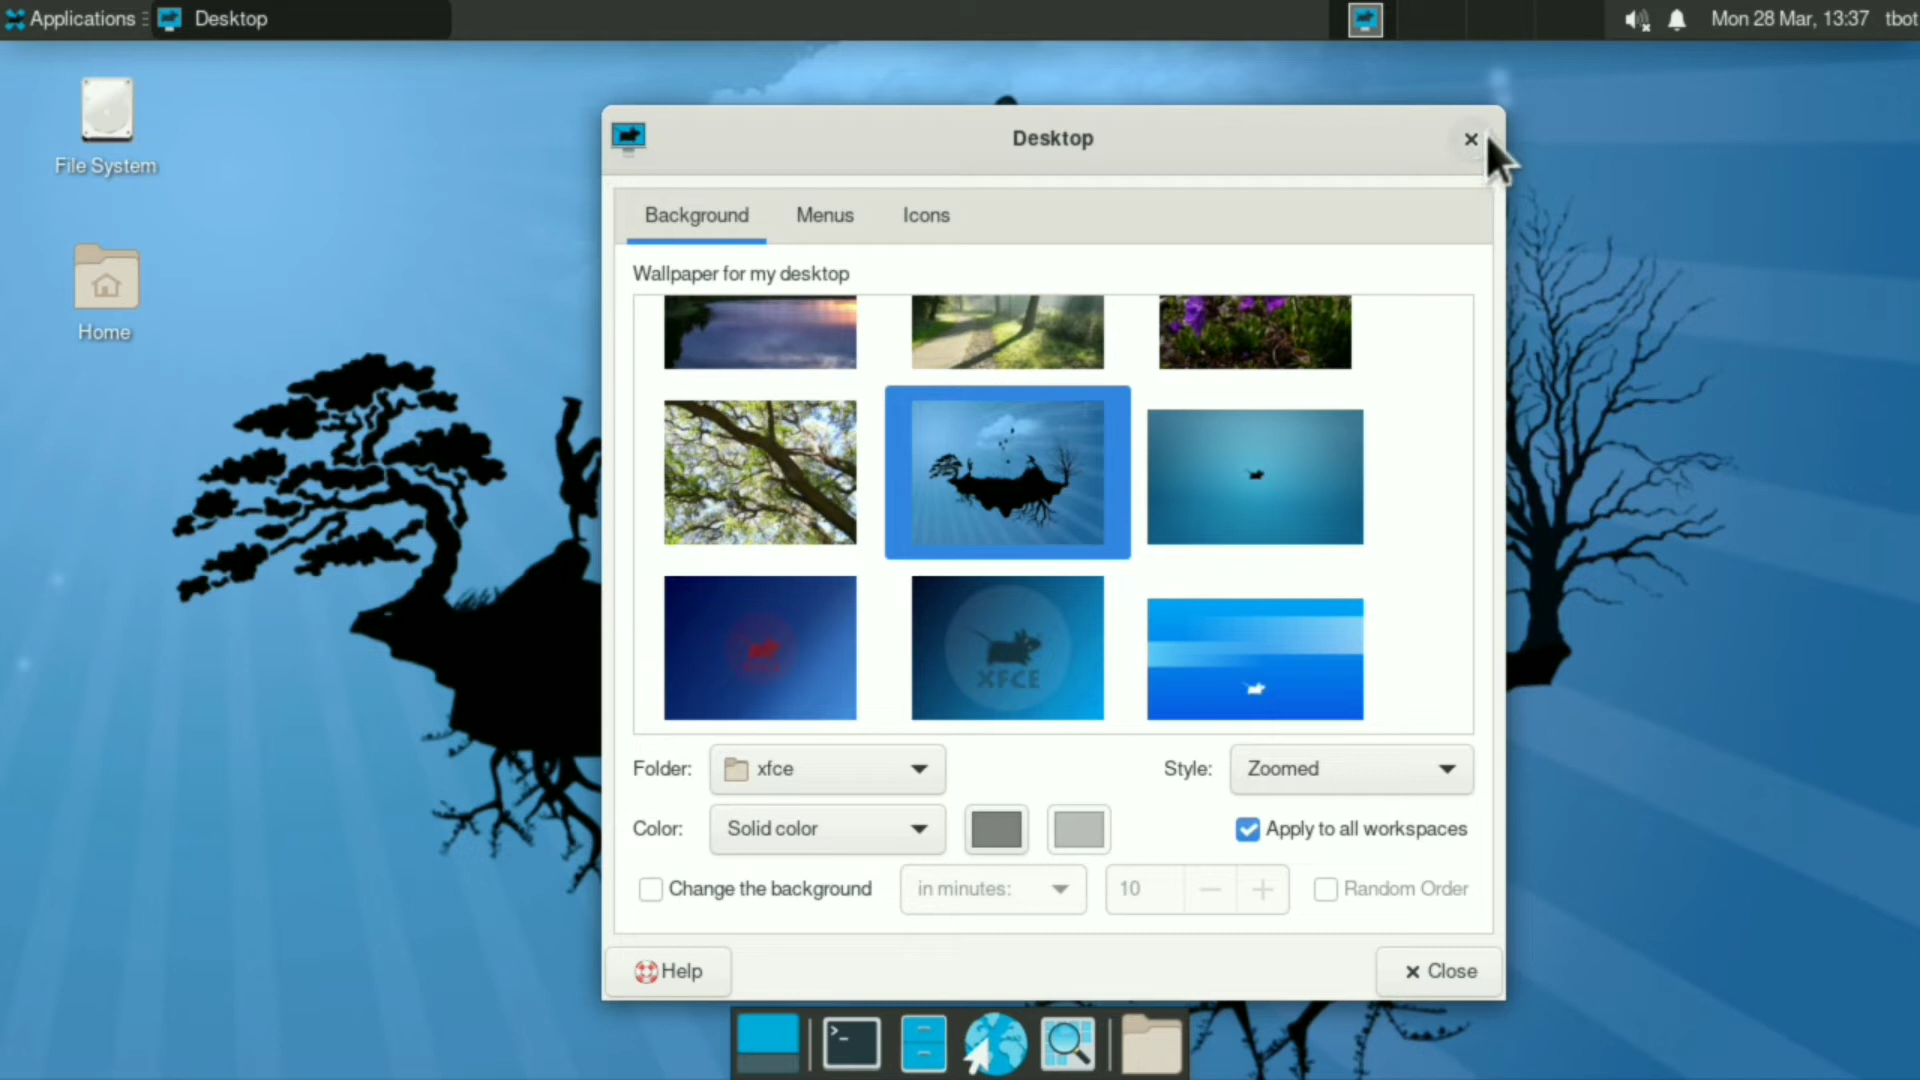 Applications Desktop Mon 28 Mar, 13:37 tbot
File System
Home
Desktop
Background Menus Icons
Wallpaper for my desktop
XFCE
Folder: xfce Style: Zoomed
Color: Solid color Apply to all workspaces
Change the background in minutes: 10 Random Order
Help Close